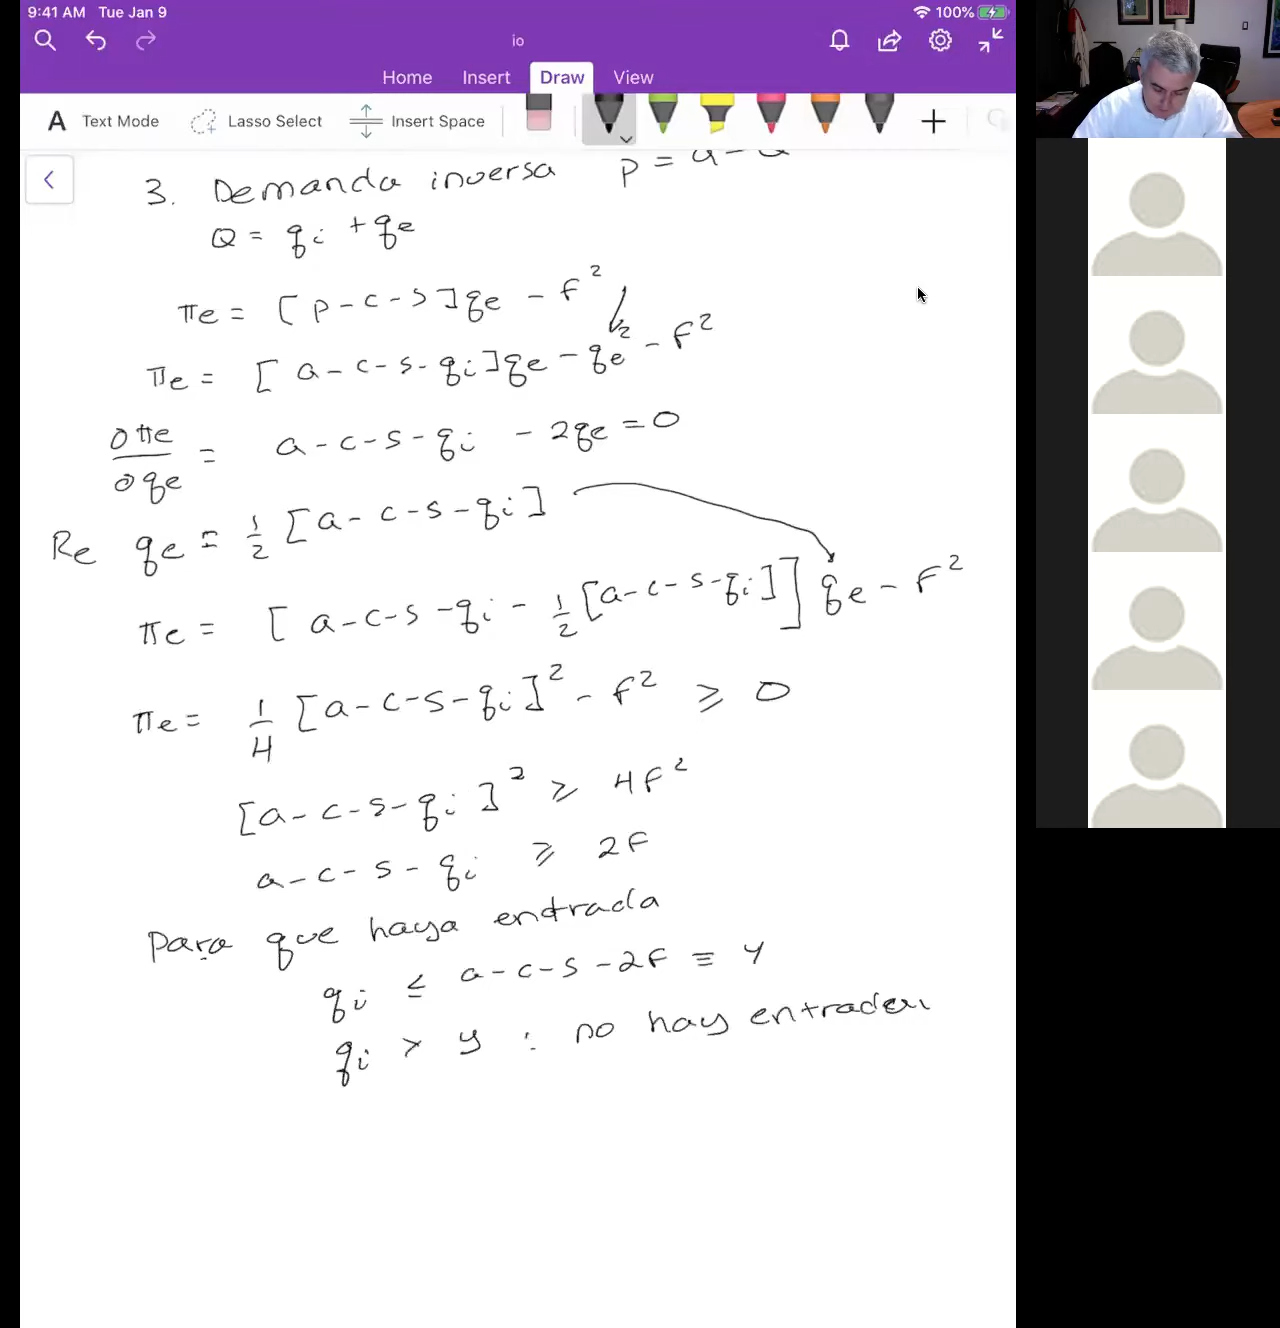 9:41 AM Tue Jan 9
100%
io
Home Insert Draw View
A Text Mode Lasso Select Insert Space
3. Demanda inversa P = a - Q
Q = qi + qe
πe = [P - c - s]qe - F²
πe = [a - c - s - qi]qe - qe² - F²
∂πe/∂qe = a - c - s - qi - 2qe = 0
Re qe = 1/2 [a - c - s - qi]
πe = [a - c - s - qi - 1/2 [a - c - s - qi]] qe - F²
πe = 1/4 [a - c - s - qi]² - F² ≥ 0
[a - c - s - qi]² ≥ 4F²
a - c - s - qi ≥ 2F
Para que haya entrada
qi ≤ a - c - s - 2F ≡ Y
qi > y : no hay entrada